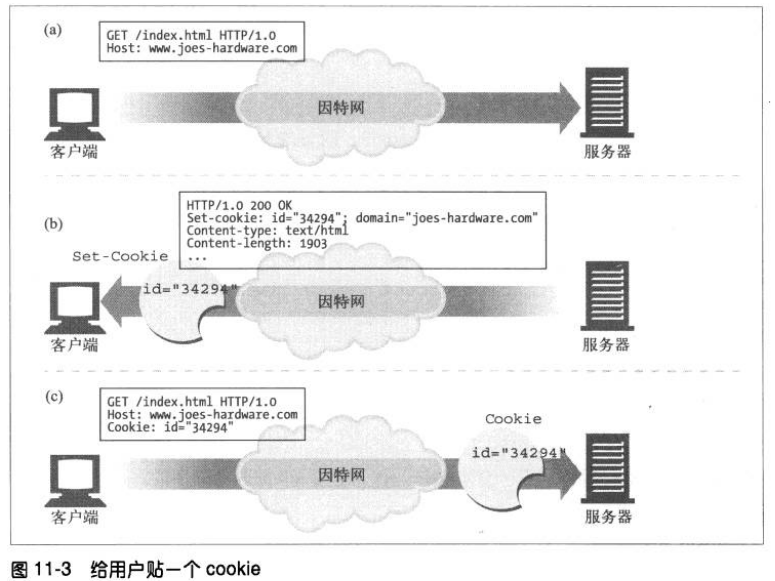 (a)
GET /index.html HTTP/1.0
Host: www.joes-hardware.com
因特网
客户端
服务器
(b)
HTTP/1.0 200 OK
Set-cookie: id="34294"; domain="joes-hardware.com"
Content-type: text/html
Content-length: 1903
...
Set-Cookie
id="34294"
因特网
客户端
服务器
(c)
GET /index.html HTTP/1.0
Host: www.joes-hardware.com
Cookie: id="34294"
Cookie
id="34294"
因特网
客户端
服务器
图 11-3 给用户贴一个 cookie